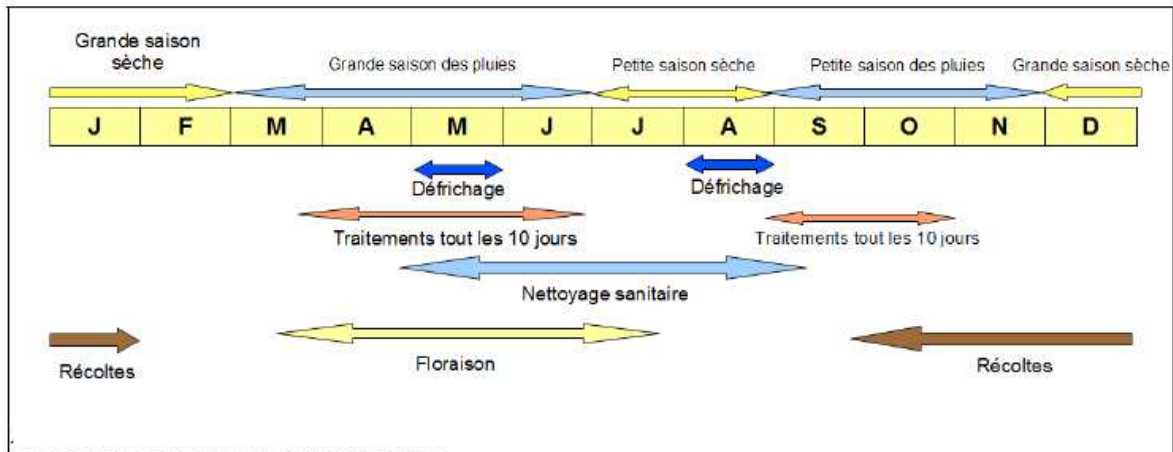 Grande saison
sèche
Grande saison des pluies
Petite saison sèche
Petite saison des pluies
Grande saison sèche
J F M A M J J A S O N D
Défrichage
Défrichage
Traitements tout les 10 jours
Traitements tout les 10 jours
Nettoyage sanitaire
Récoltes
Floraison
Récoltes